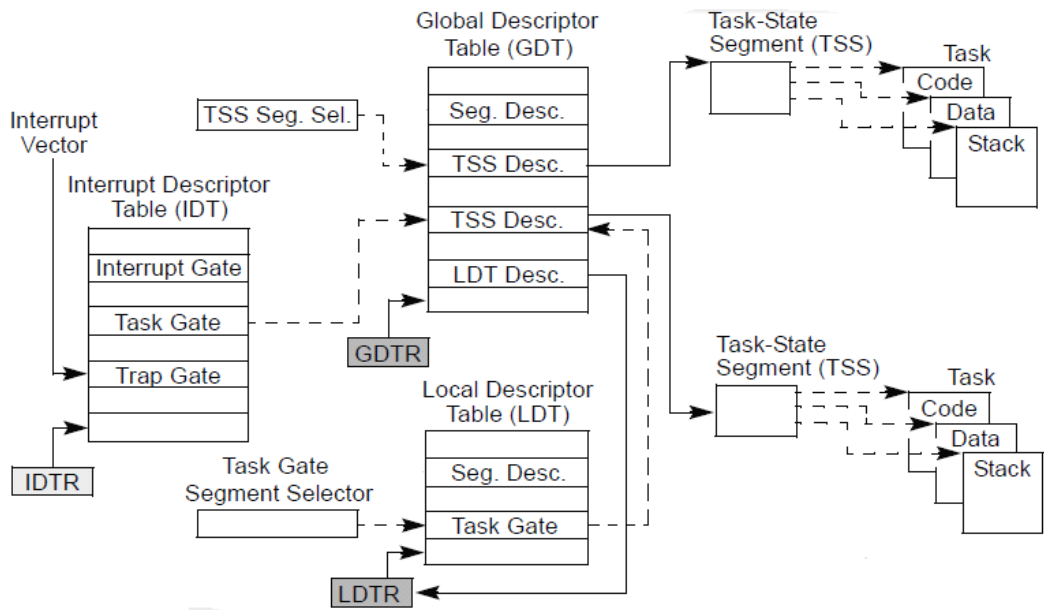 Global Descriptor
Table (GDT)
Seg. Desc.
TSS Desc.
TSS Desc.
LDT Desc.
GDTR
TSS Seg. Sel.
Interrupt
Vector
Interrupt Descriptor
Table (IDT)
Interrupt Gate
Task Gate
Trap Gate
IDTR
Task-State
Segment (TSS)
Task
Code
Data
Stack
Task-State
Segment (TSS)
Task
Code
Data
Stack
Local Descriptor
Table (LDT)
Seg. Desc.
Task Gate
Task Gate
Segment Selector
LDTR